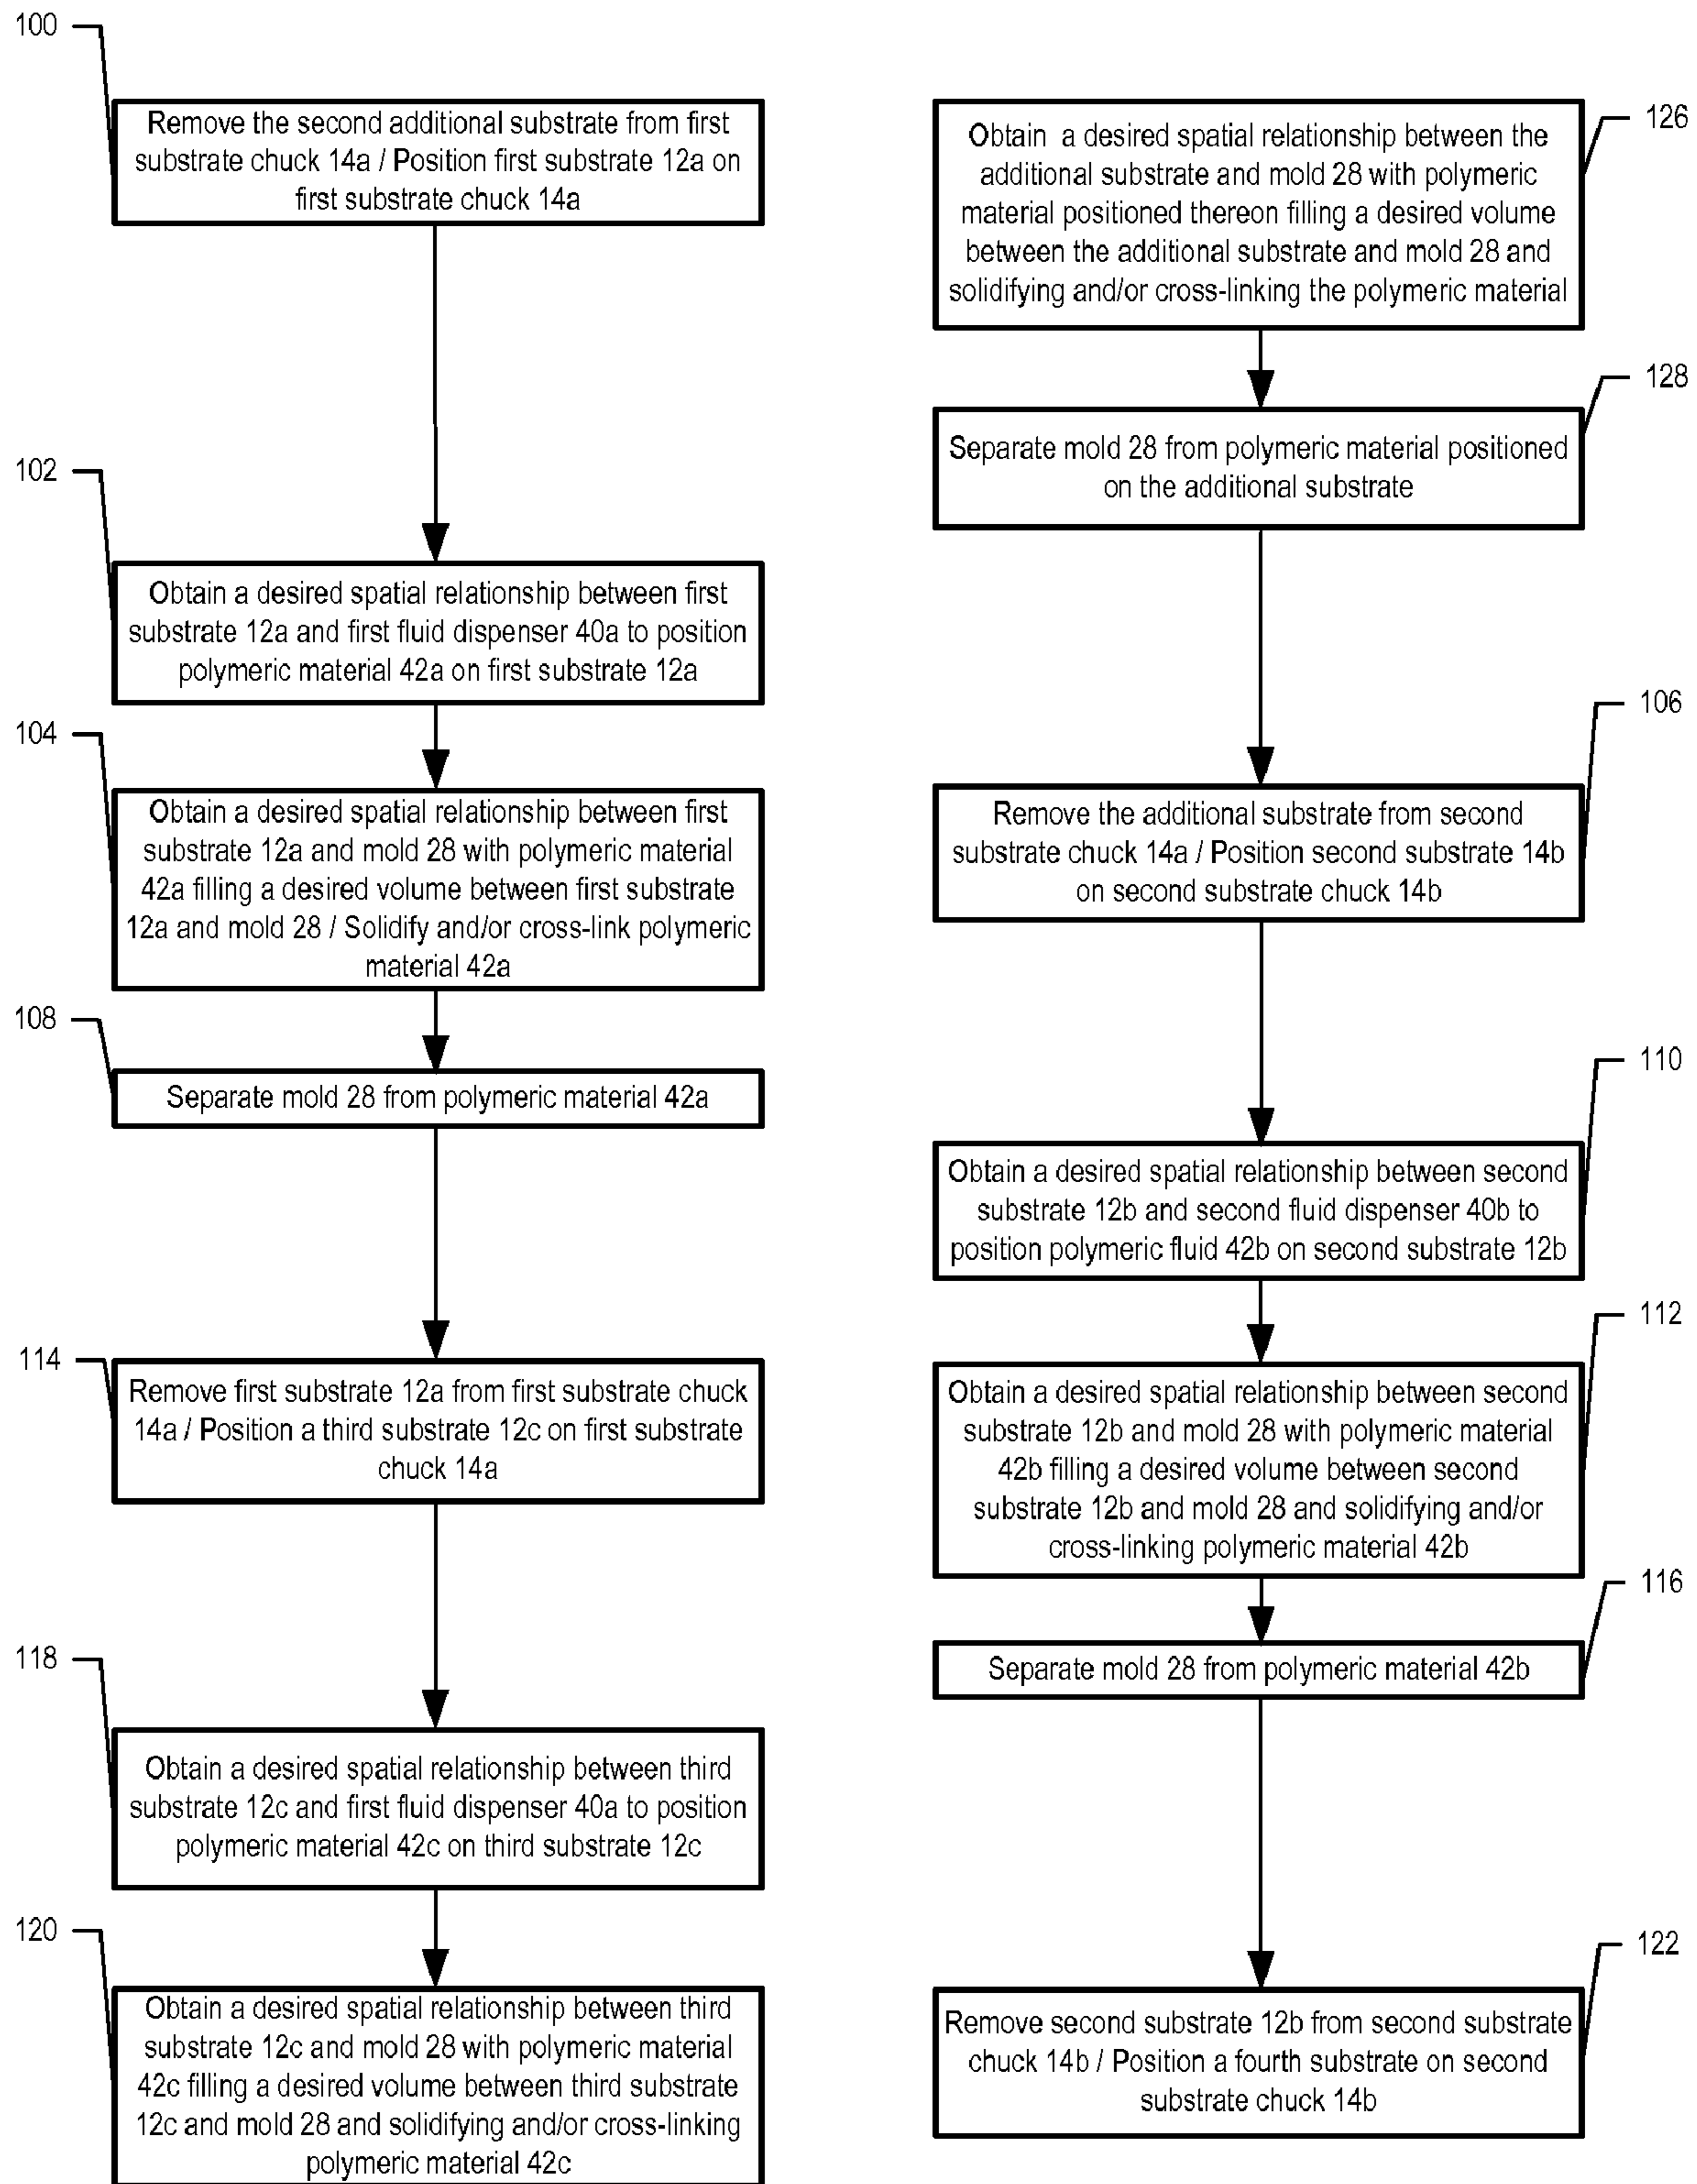 100
Remove the second additional substrate from first
substrate chuck 14a / Position first substrate 12a on
first substrate chuck 14a
102
Obtain a desired spatial relationship between first
substrate 12a and first fluid dispenser 40a to position
polymeric material 42a on first substrate 12a
104
Obtain a desired spatial relationship between first
substrate 12a and mold 28 with polymeric material
42a filling a desired volume between first substrate
12a and mold 28 / Solidify and/or cross-link polymeric
material 42a
108
Separate mold 28 from polymeric material 42a
114
Remove first substrate 12a from first substrate chuck
14a / Position a third substrate 12c on first substrate
chuck 14a
118
Obtain a desired spatial relationship between third
substrate 12c and first fluid dispenser 40a to position
polymeric material 42c on third substrate 12c
120
Obtain a desired spatial relationship between third
substrate 12c and mold 28 with polymeric material
42c filling a desired volume between third substrate
12c and mold 28 and solidifying and/or cross-linking
polymeric material 42c
126
Obtain a desired spatial relationship between the
additional substrate and mold 28 with polymeric
material positioned thereon filling a desired volume
between the additional substrate and mold 28 and
solidifying and/or cross-linking the polymeric material
128
Separate mold 28 from polymeric material positioned
on the additional substrate
106
Remove the additional substrate from second
substrate chuck 14a / Position second substrate 14b
on second substrate chuck 14b
110
Obtain a desired spatial relationship between second
substrate 12b and second fluid dispenser 40b to
position polymeric fluid 42b on second substrate 12b
112
Obtain a desired spatial relationship between second
substrate 12b and mold 28 with polymeric material
42b filling a desired volume between second
substrate 12b and mold 28 and solidifying and/or
cross-linking polymeric material 42b
116
Separate mold 28 from polymeric material 42b
122
Remove second substrate 12b from second substrate
chuck 14b / Position a fourth substrate on second
substrate chuck 14b